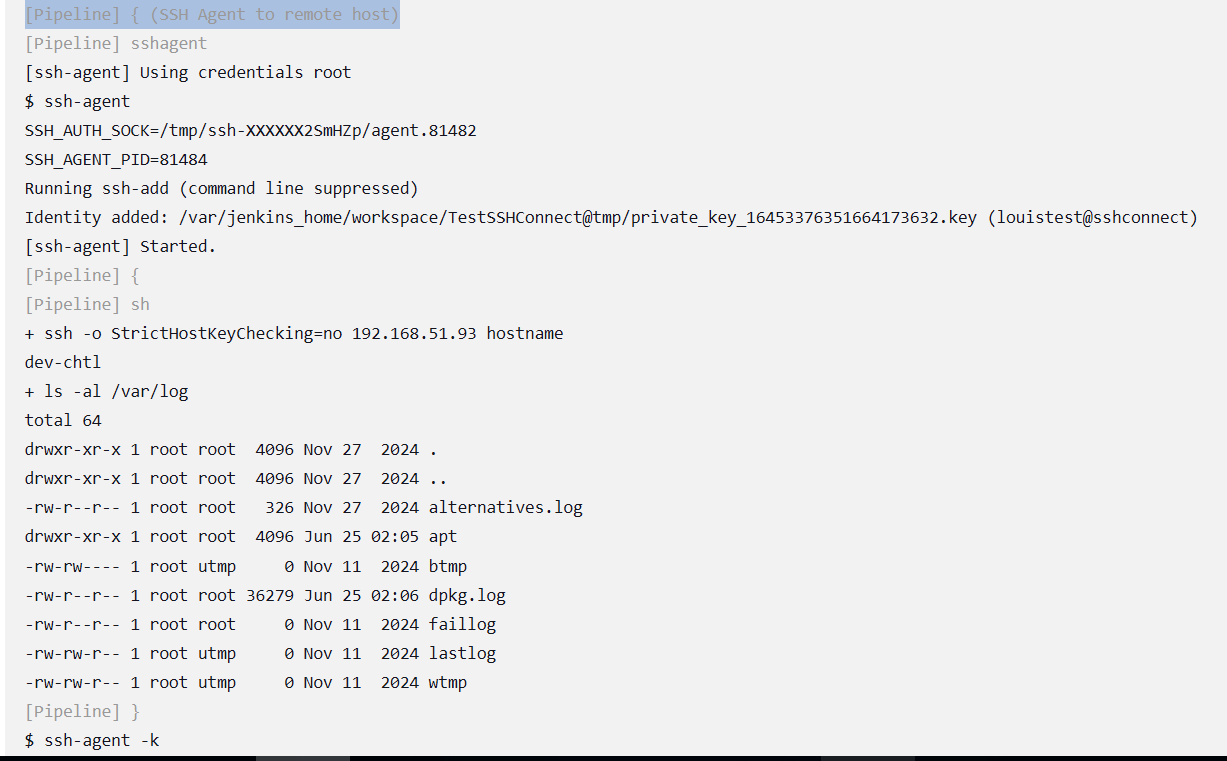 [Pipeline] { (SSH Agent to remote host)
[Pipeline] sshagent
[ssh-agent] Using credentials root
$ ssh-agent
SSH_AUTH_SOCK=/tmp/ssh-XXXXXX2SmHZp/agent.81482
SSH_AGENT_PID=81484
Running ssh-add (command line suppressed)
Identity added: /var/jenkins_home/workspace/TestSSHConnect@tmp/private_key_16453376351664173632.key (louistest@sshconnect)
[ssh-agent] Started.
[Pipeline] {
[Pipeline] sh
+ ssh -o StrictHostKeyChecking=no 192.168.51.93 hostname
dev-chtl
+ ls -al /var/log
total 64
drwxr-xr-x 1 root root  4096 Nov 27  2024 .
drwxr-xr-x 1 root root  4096 Nov 27  2024 ..
-rw-r--r-- 1 root root   326 Nov 27  2024 alternatives.log
drwxr-xr-x 1 root root  4096 Jun 25 02:05 apt
-rw-rw---- 1 root utmp     0 Nov 11  2024 btmp
-rw-r--r-- 1 root root 36279 Jun 25 02:06 dpkg.log
-rw-r--r-- 1 root root     0 Nov 11  2024 faillog
-rw-rw-r-- 1 root utmp     0 Nov 11  2024 lastlog
-rw-rw-r-- 1 root utmp     0 Nov 11  2024 wtmp
[Pipeline] }
$ ssh-agent -k